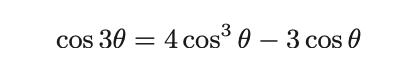 cos 3θ = 4 cos³ θ − 3 cos θ